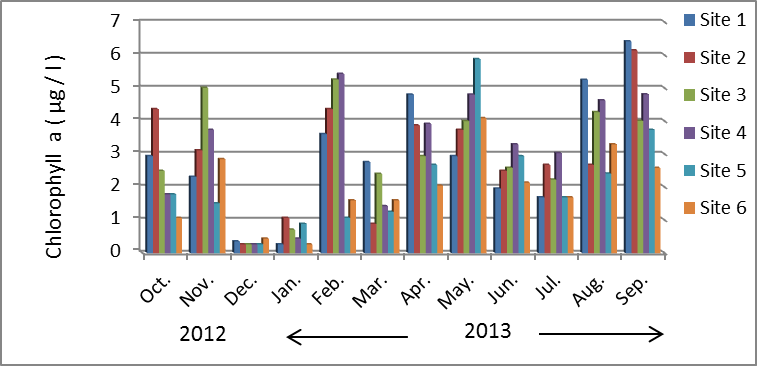 Chlorophyll a ( µg / l )
7
6
5
4
3
2
1
0
Oct. Nov. Dec. Jan. Feb. Mar. Apr. May. Jun. Jul. Aug. Sep.
2012 2013
Site 1
Site 2
Site 3
Site 4
Site 5
Site 6